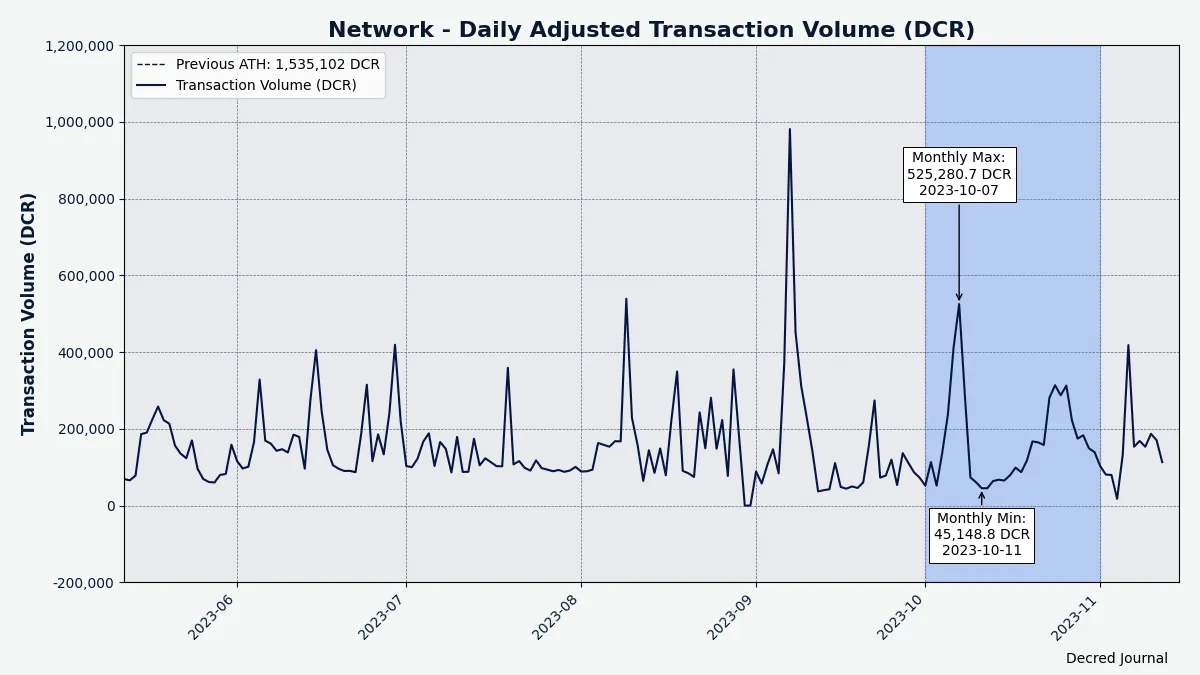 Network - Daily Adjusted Transaction Volume (DCR)
1,200,000
1,000,000
800,000
600,000
400,000
200,000
0
-200,000
Transaction Volume (DCR)
Previous ATH: 1,535,102 DCR
Transaction Volume (DCR)
Monthly Max:
525,280.7 DCR
2023-10-07
Monthly Min:
45,148.8 DCR
2023-10-11
2023-06
2023-07
2023-08
2023-09
2023-10
2023-11
Decred Journal